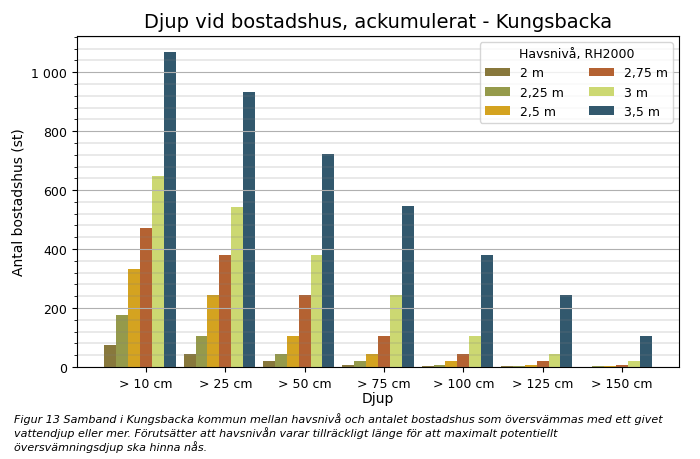 Djup vid bostadshus, ackumulerat - Kungsbacka
Havsnivå, RH2000
2 m
2,25 m
2,5 m
2,75 m
3 m
3,5 m
Antal bostadshus (st)
1 000
800
600
400
200
0
> 10 cm
> 25 cm
> 50 cm
> 75 cm
> 100 cm
> 125 cm
> 150 cm
Djup
Figur 13 Samband i Kungsbacka kommun mellan havsnivå och antalet bostadshus som översvämmas med ett givet
vattendjup eller mer. Förutsätter att havsnivån varar tillräckligt länge för att maximalt potentiellt
översvämningsdjup ska hinna nås.